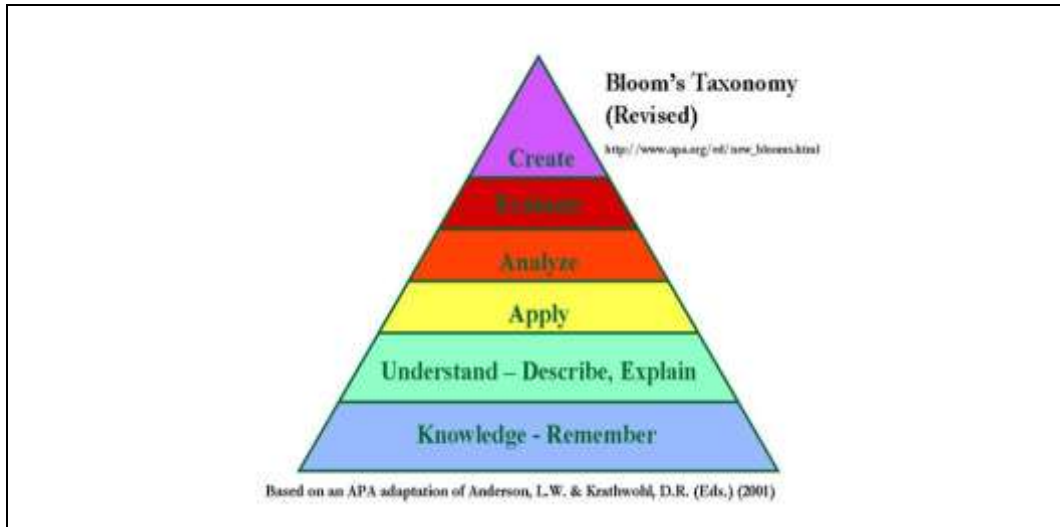 Bloom's Taxonomy
(Revised)
http://www.apa.org/ed/new_blooms.html
Create
Evaluate
Analyze
Apply
Understand – Describe, Explain
Knowledge - Remember
Based on an APA adaptation of Anderson, L.W. & Krathwohl, D.R. (Eds.) (2001)